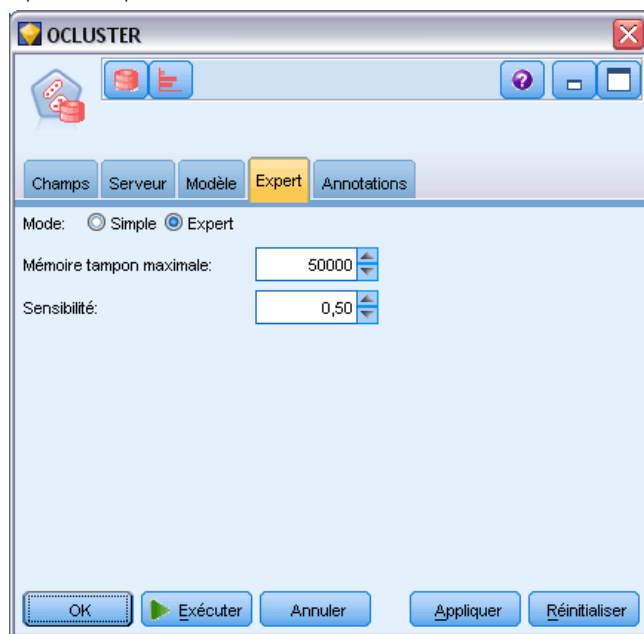 OCLUSTER
Champs Serveur Modèle Expert Annotations
Mode: Simple Expert
Mémoire tampon maximale: 50000
Sensibilité: 0,50
OK Exécuter Annuler Appliquer Réinitialiser